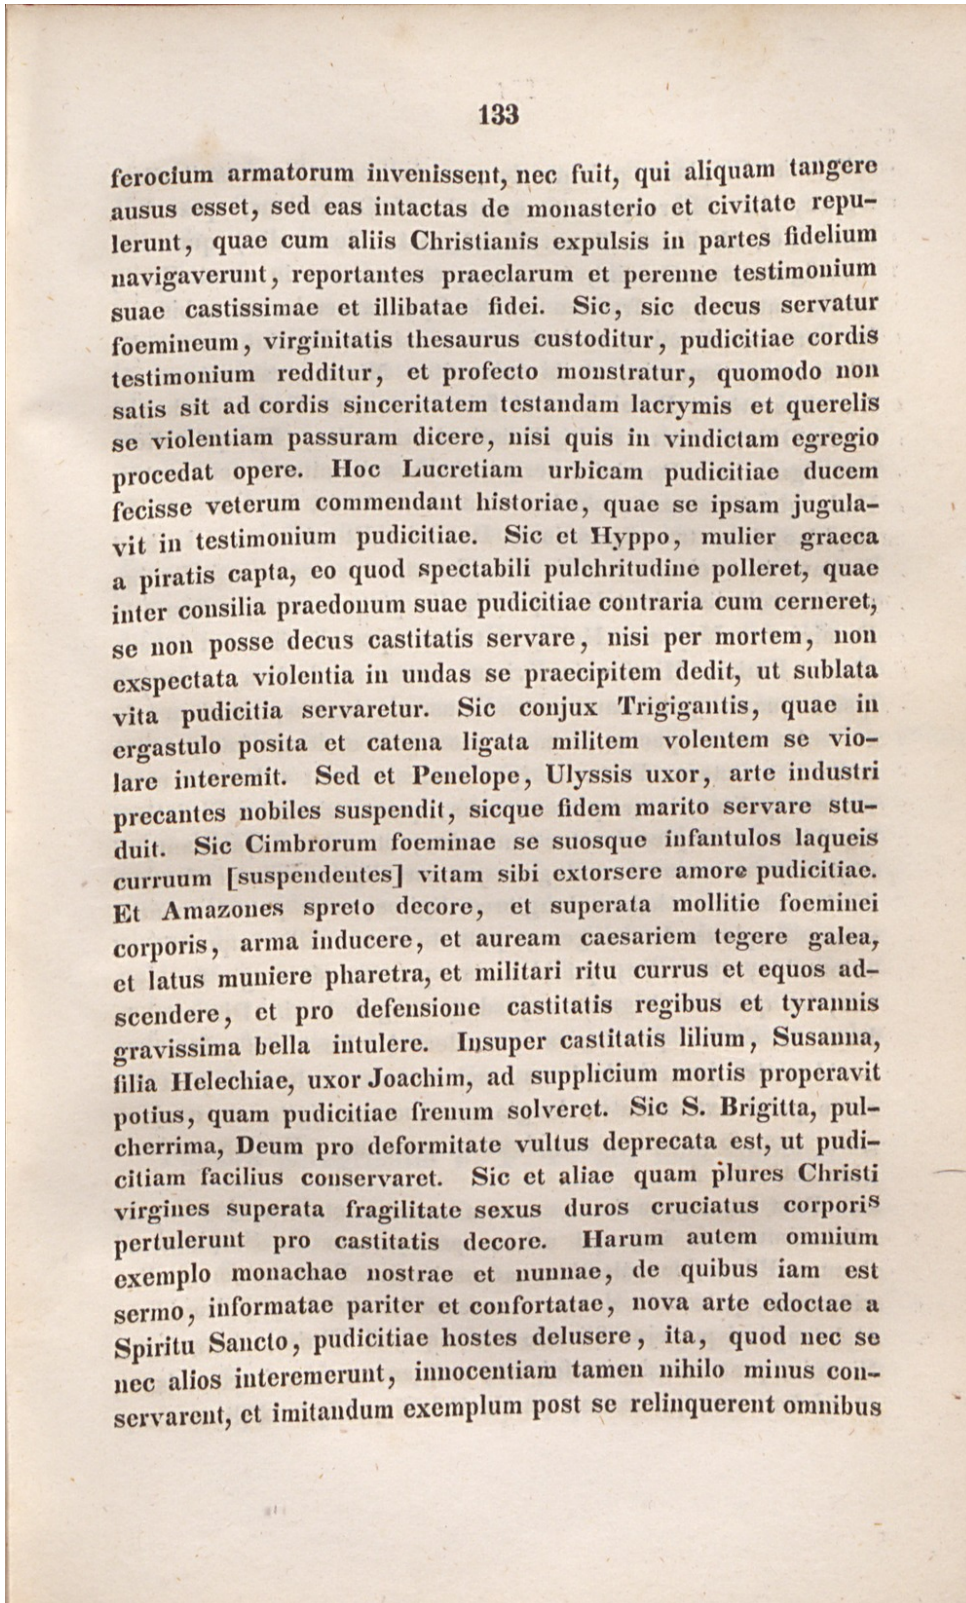 133
ferocium armatorum invenissent, nec fuit, qui aliquam tangere
ausus esset, sed eas intactas de monasterio et civitate repu-
lerunt, quae cum aliis Christianis expulsis in partes fidelium
navigaverunt, reportantes praeclarum et perenne testimonium
suae castissimae et illibatae fidei. Sic, sic decus servatur
foemineum, virginitatis thesaurus custoditur, pudicitiae cordis
testimonium redditur, et profecto monstratur, quomodo non
satis sit ad cordis sinceritatem testandam lacrymis et querelis
se violentiam passuram dicere, nisi quis in vindictam egregio
procedat opere. Hoc Lucretiam urbicam pudicitiae ducem
fecisse veterum commendant historiae, quae se ipsam jugula-
vit in testimonium pudicitiae. Sic et Hyppo, mulier graeca
a piratis capta, eo quod spectabili pulchritudine polleret, quae
inter consilia praedonum suae pudicitiae contraria cum cerneret,
se non posse decus castitatis servare, nisi per mortem, non
exspectata violentia in undas se praecipitem dedit, ut sublata
vita pudicitia servaretur. Sic conjux Trigigantis, quae in
ergastulo posita et catena ligata militem volentem se vio-
lare interemit. Sed et Penelope, Ulyssis uxor, arte industri
precantes nobiles suspendit, sicque fidem marito servare stu-
duit. Sic Cimbrorum foeminae se suosque infantulos laqueis
curruum [suspendentes] vitam sibi extorsere amore pudicitiae.
Et Amazones spreto decore, et superata mollitie foeminei
corporis, arma inducere, et auream caesariem tegere galea,
et latus muniere pharetra, et militari ritu currus et equos ad-
scendere, et pro defensione castitatis regibus et tyrannis
gravissima bella intulere. Insuper castitatis lilium, Susanna,
filia Helechiae, uxor Joachim, ad supplicium mortis properavit
potius, quam pudicitiae frenum solveret. Sic S. Brigitta, pul-
cherrima, Deum pro deformitate vultus deprecata est, ut pudi-
citiam facilius conservaret. Sic et aliae quam plures Christi
virgines superata fragilitate sexus duros cruciatus corporis
pertulerunt pro castitatis decore. Harum autem omnium
exemplo monachae nostrae et nunnae, de quibus iam est
sermo, informatae pariter et confortatae, nova arte edoctae a
Spiritu Sancto, pudicitiae hostes delusere, ita, quod nec se
nec alios interemerunt, innocentiam tamen nihilo minus con-
servarent, et imitandum exemplum post se relinquerent omnibus